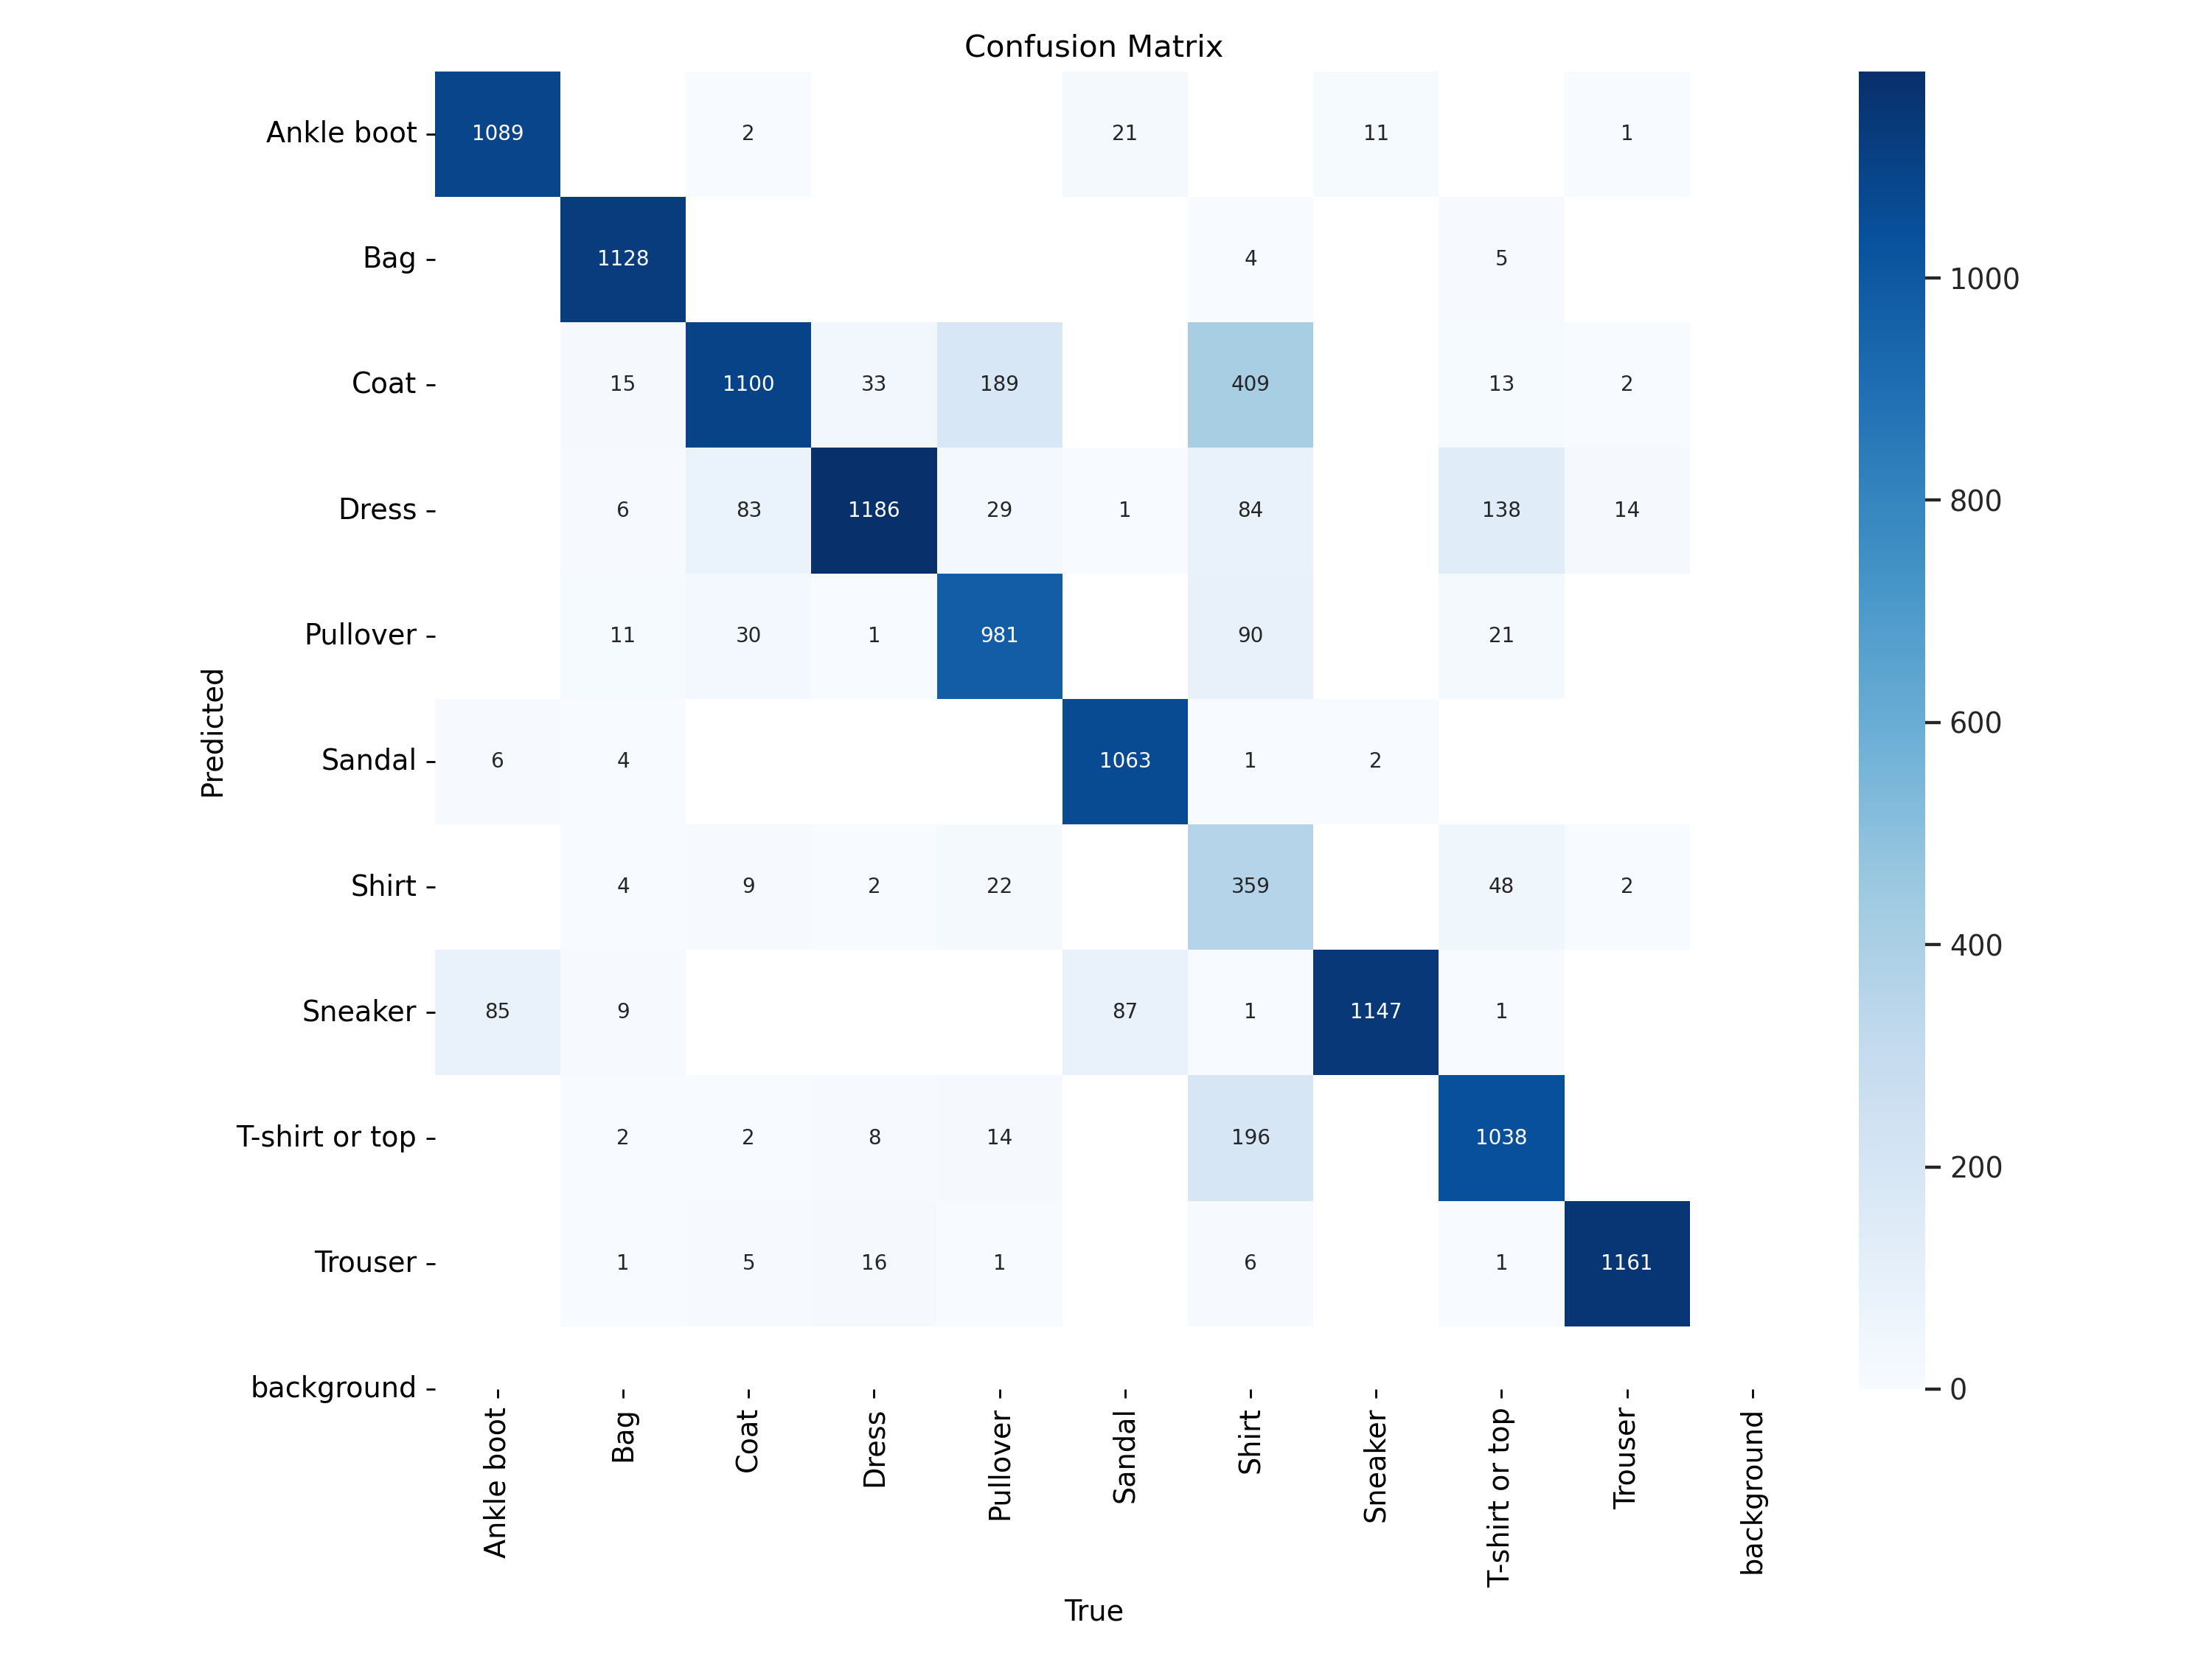 Confusion Matrix
Ankle boot 1089 2 21 11 1
Bag 1128 4 5
Coat 15 1100 33 189 409 13 2
Dress 6 83 1186 29 1 84 138 14
Pullover 11 30 1 981 90 21
Sandal 6 4 1063 1 2
Shirt 4 9 2 22 359 48 2
Sneaker 85 9 87 1 1147 1
T-shirt or top 2 2 8 14 196 1038
Trouser 1 5 16 1 6 1 1161
background
Predicted
Ankle boot
Bag
Coat
Dress
Pullover
Sandal
Shirt
Sneaker
T-shirt or top
Trouser
background
True
1000
800
600
400
200
0